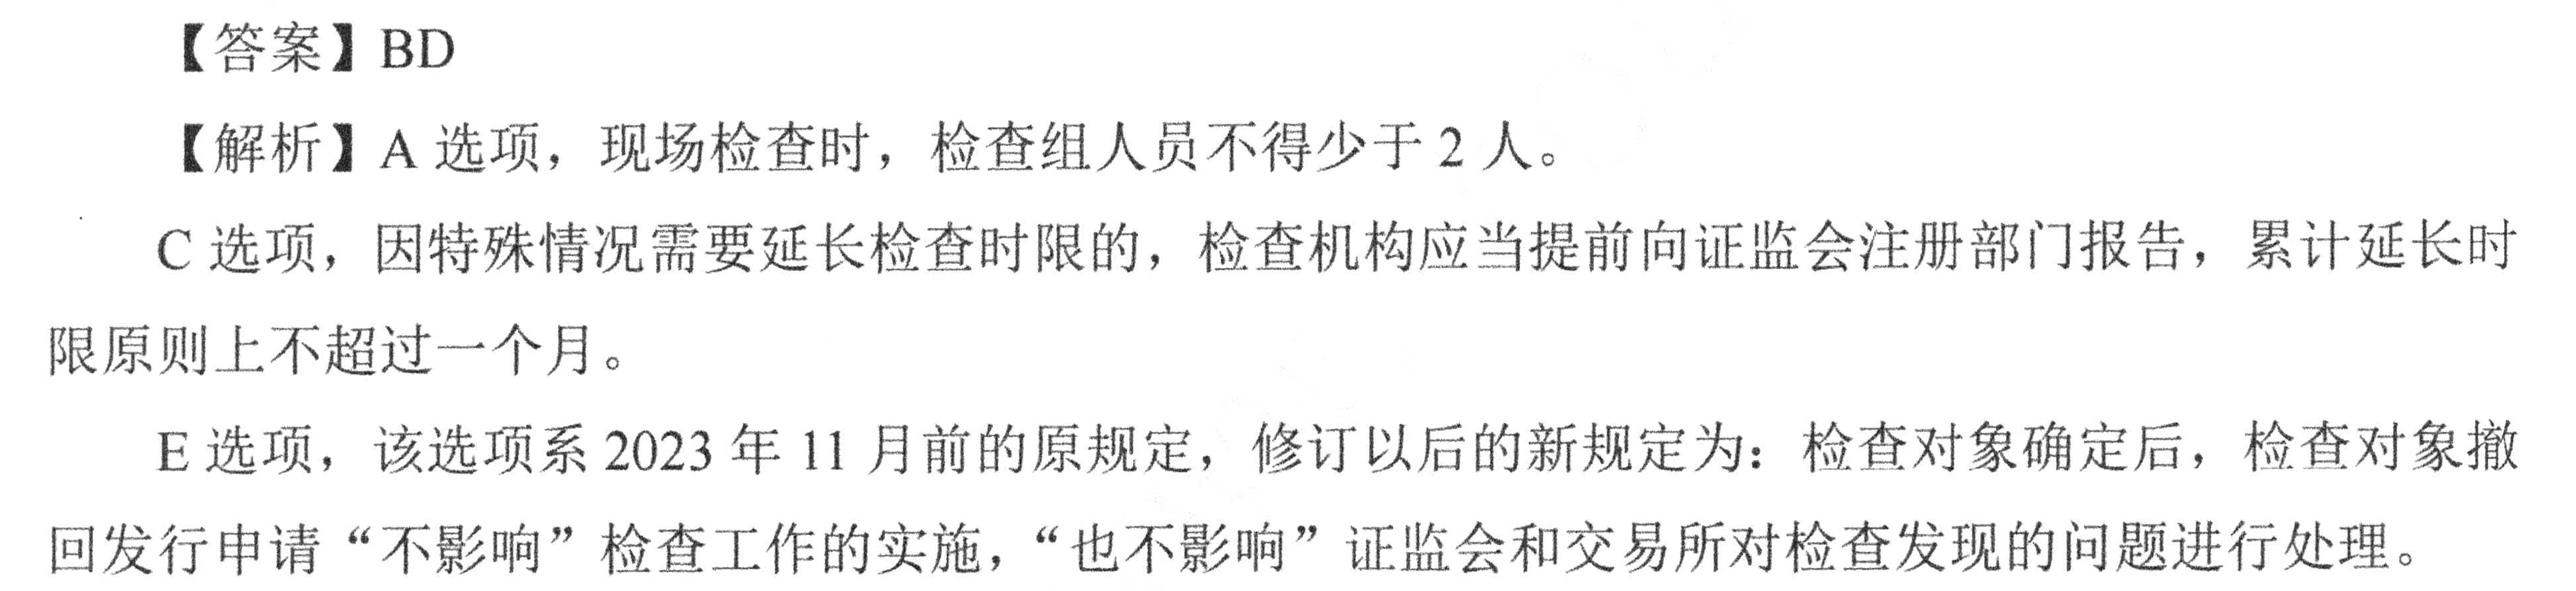 【答案】BD
【解析】A 选项，现场检查时，检查组人员不得少于 2 人。
C 选项，因特殊情况需要延长检查时限的，检查机构应当提前向证监会注册部门报告，累计延长时
限原则上不超过一个月。
E 选项，该选项系 2023 年 11 月前的原规定，修订以后的新规定为：检查对象确定后，检查对象撤
回发行申请“不影响”检查工作的实施，“也不影响”证监会和交易所对检查发现的问题进行处理。